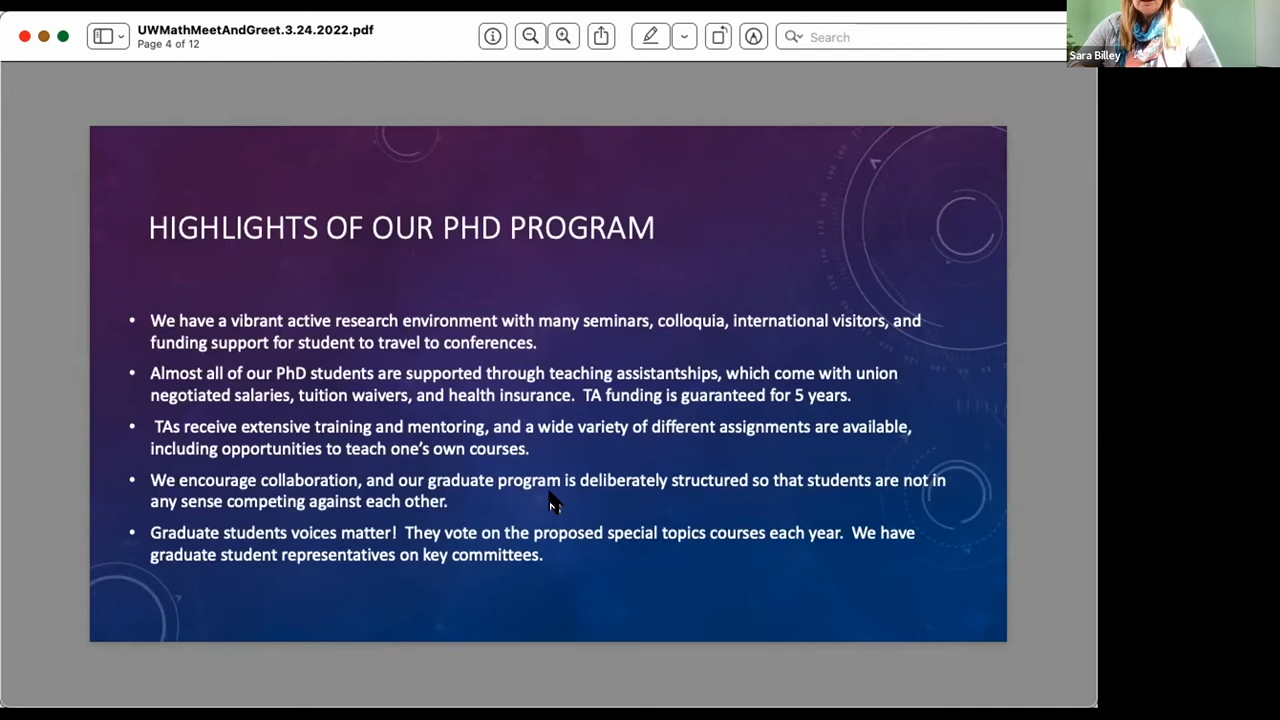 UWMathMeetAndGreet.3.24.2022.pdf
Page 4 of 12
Search
Sara Billey
HIGHLIGHTS OF OUR PHD PROGRAM
• We have a vibrant active research environment with many seminars, colloquia, international visitors, and
funding support for student to travel to conferences.
• Almost all of our PhD students are supported through teaching assistantships, which come with union
negotiated salaries, tuition waivers, and health insurance. TA funding is guaranteed for 5 years.
• TAs receive extensive training and mentoring, and a wide variety of different assignments are available,
including opportunities to teach one's own courses.
• We encourage collaboration, and our graduate program is deliberately structured so that students are not in
any sense competing against each other.
• Graduate students voices matter! They vote on the proposed special topics courses each year. We have
graduate student representatives on key committees.